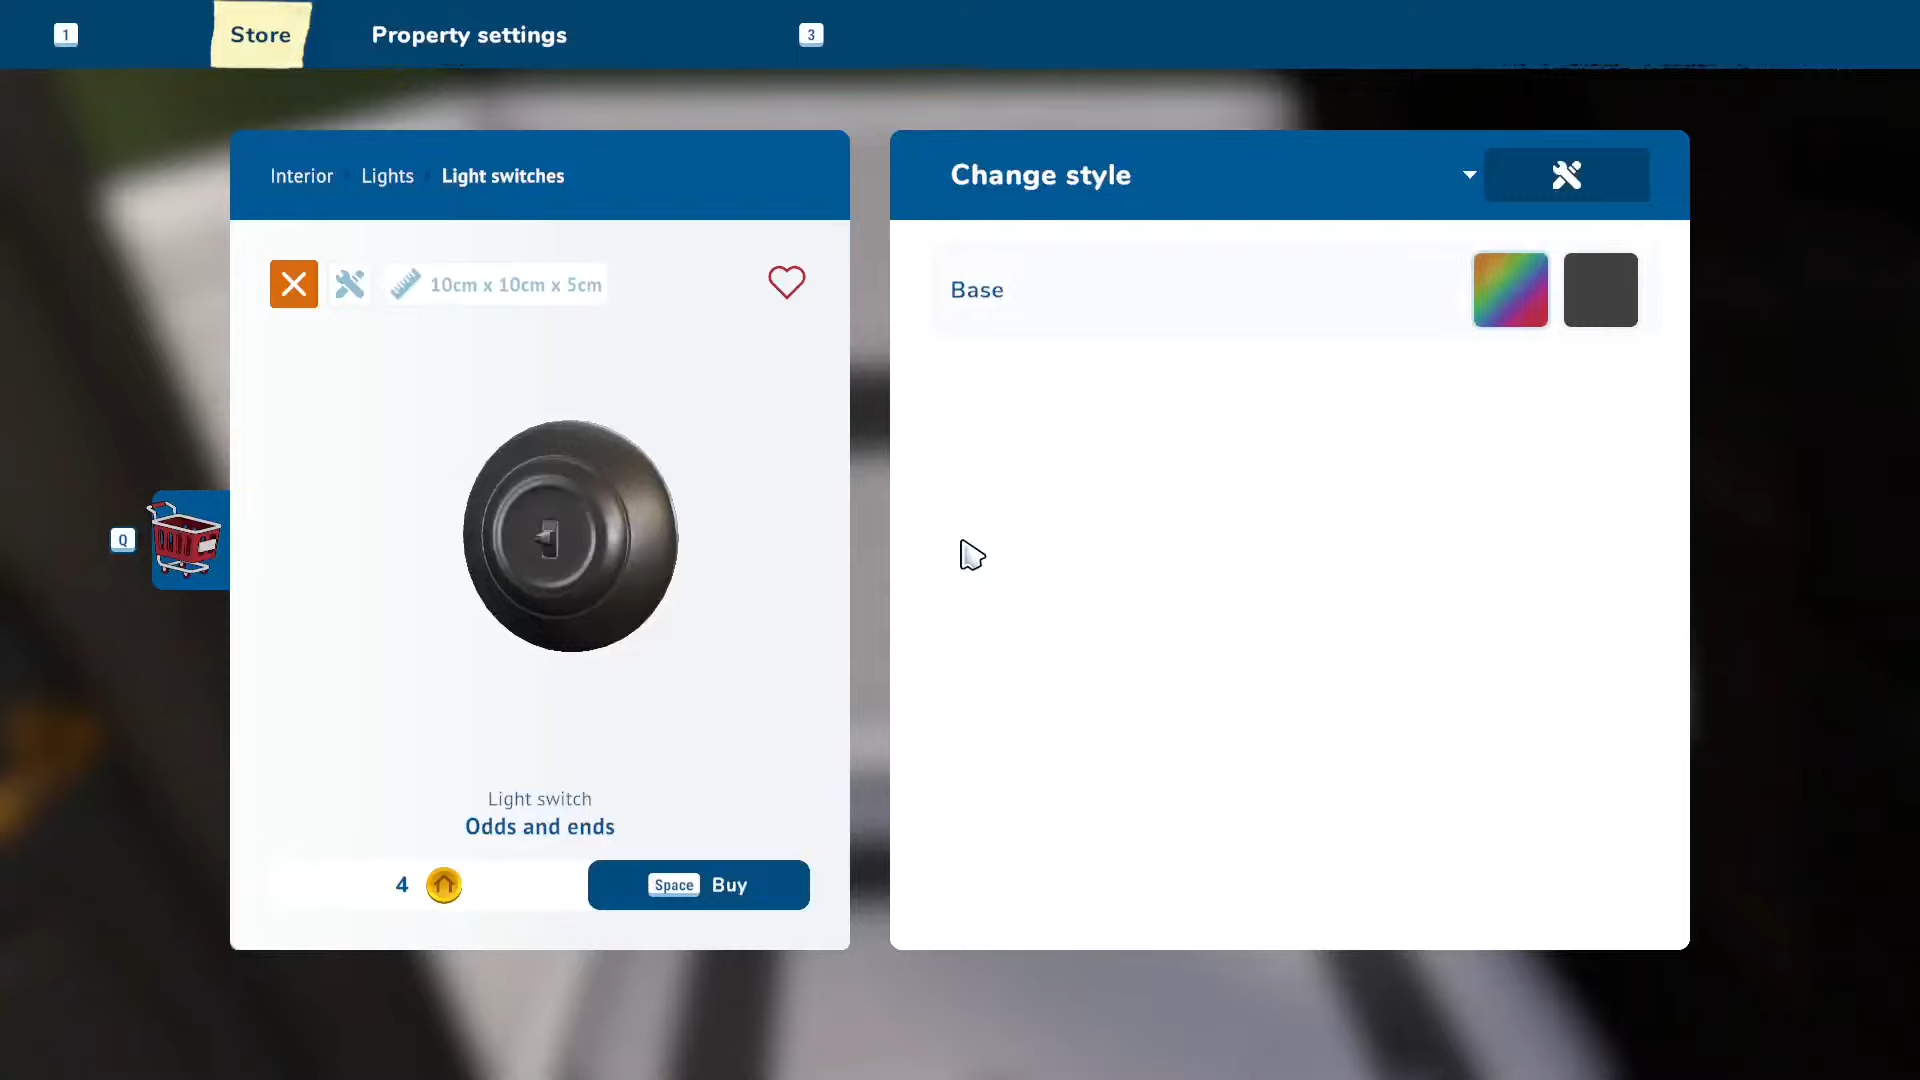 1
Store
Property settings
3
Interior Lights Light switches
10cm x 10cm x 5cm
Q
Light switch
Odds and ends
4
Space Buy
Change style
Base